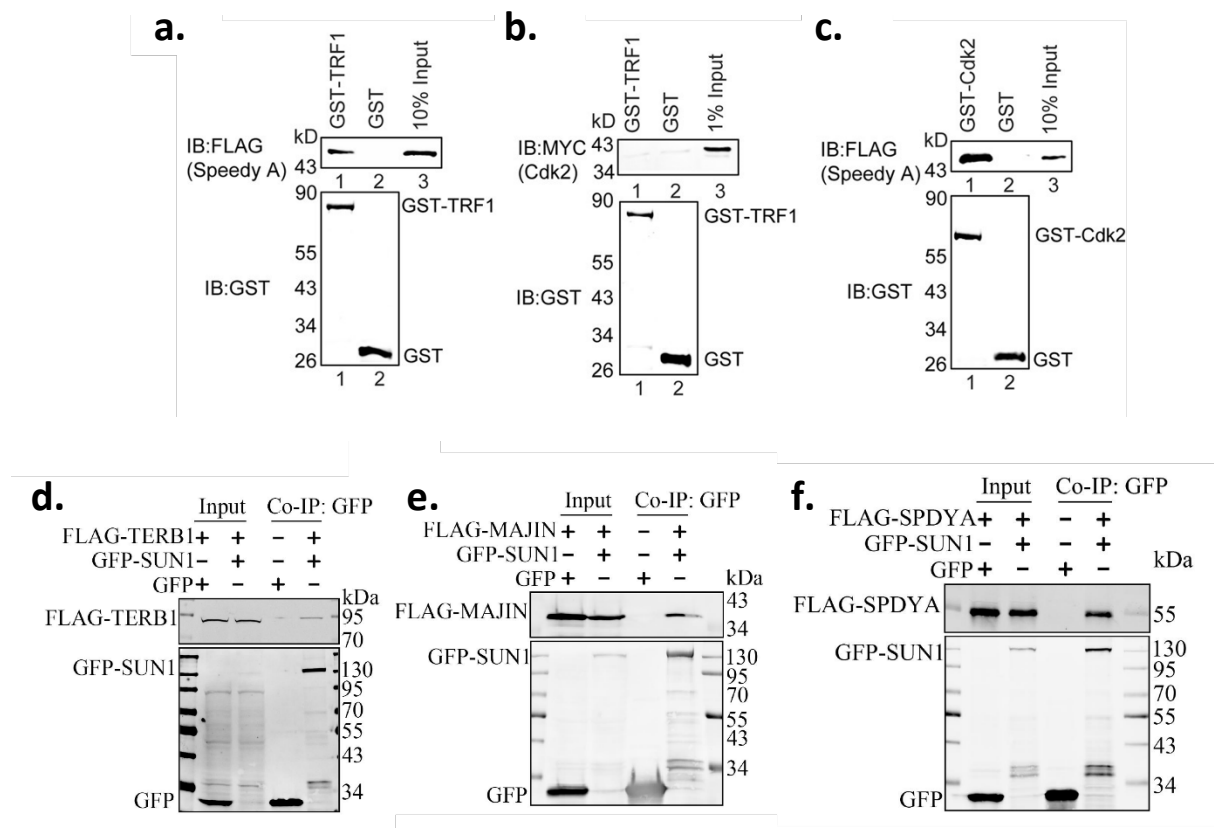 a.
GST-TRF1
GST
10% Input
kD
IB:FLAG
(Speedy A)
43
1 2 3
90
GST-TRF1
55
IB:GST
43
34
26
GST
1 2
b.
GST-TRF1
GST
1% Input
kD
IB:MYC
(Cdk2)
43
34
1 2 3
90
GST-TRF1
55
IB:GST
43
34
26
GST
1 2
c.
GST-Cdk2
GST
10% Input
kD
IB:FLAG
(Speedy A)
43
1 2 3
90
GST-Cdk2
55
IB:GST
43
34
26
GST
1 2
d.
Input Co-IP: GFP
FLAG-TERB1 + + − +
GFP-SUN1 − + − +
GFP + − + −
kDa
FLAG-TERB1
95
70
GFP-SUN1
130
95
70
55
43
34
GFP
e.
Input Co-IP: GFP
FLAG-MAJIN + + − +
GFP-SUN1 − + − +
GFP + − + − kDa
FLAG-MAJIN
43
34
GFP-SUN1
130
95
70
55
43
34
GFP
f.
Input Co-IP: GFP
FLAG-SPDYA + + − +
GFP-SUN1 − + − +
GFP + − + −
kDa
FLAG-SPDYA
55
GFP-SUN1
130
95
70
55
43
34
GFP